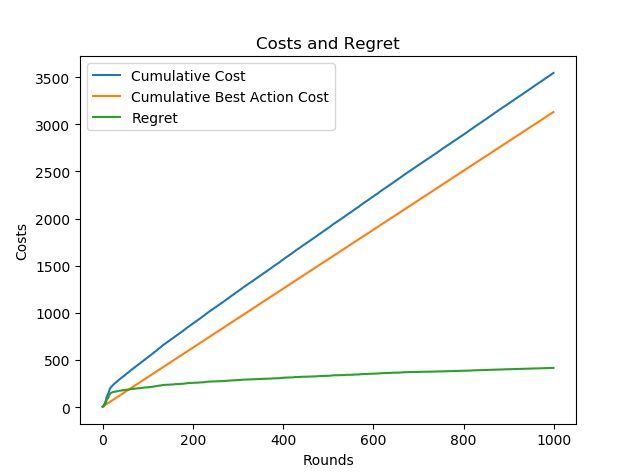 Costs and Regret
Cumulative Cost
Cumulative Best Action Cost
Regret
3500
3000
2500
2000
1500
1000
500
0
Costs
0 200 400 600 800 1000
Rounds